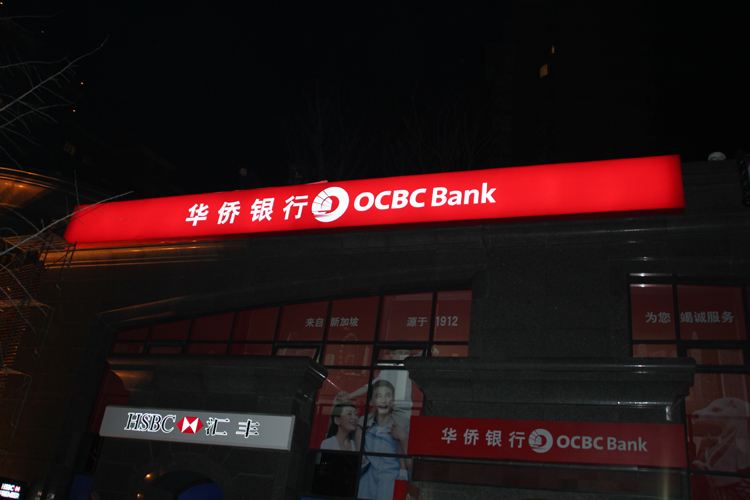 华侨银行 OCBC Bank
来自 新加坡 源于 1912
为您 竭诚服务
HSBC 汇丰
华侨银行 OCBC Bank